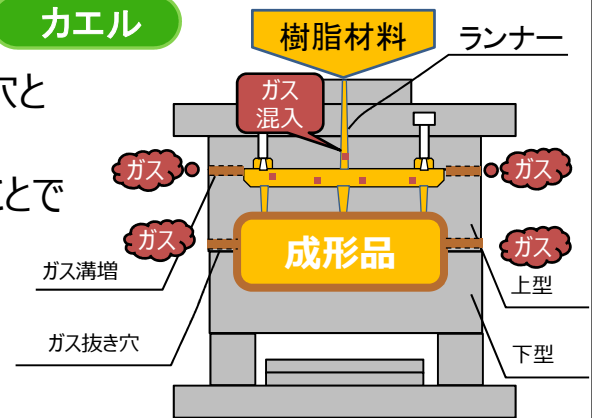 カエル
樹脂材料
ランナー
穴と
ガス
混入
ガス
ガス
ことで
ガス
ガス
成形品
ガス溝増
上型
ガス抜き穴
下型